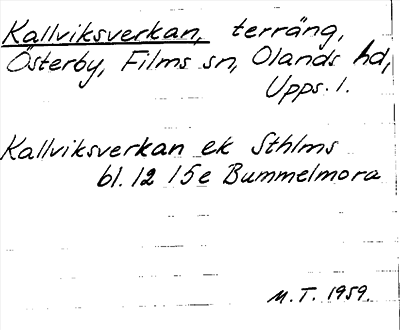 Kallviksverkan, terräng,
Österby, Films sn, Olands hd,
Upps. l.
Kallviksverkan ek Sthlms
bl. 12 15e Bummelmora
M.T. 1959.